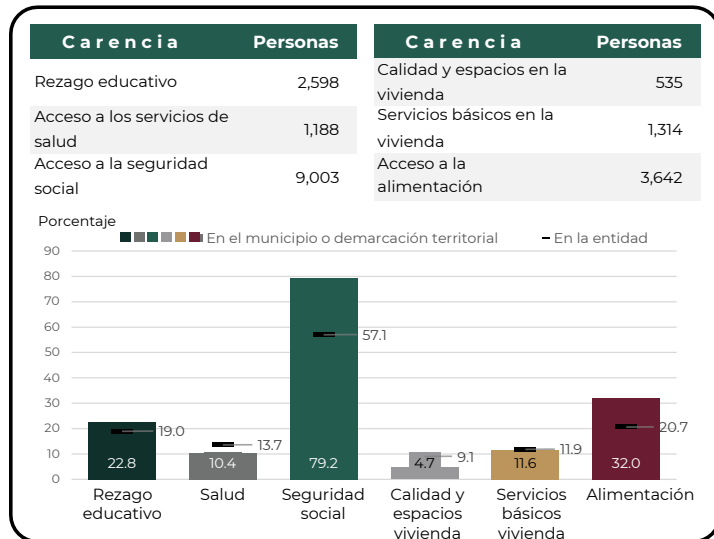 Carencia Personas
Rezago educativo 2,598
Acceso a los servicios de
salud 1,188
Acceso a la seguridad
social 9,003
Carencia Personas
Calidad y espacios en la
vivienda 535
Servicios básicos en la
vivienda 1,314
Acceso a la
alimentación 3,642
Porcentaje
En el municipio o demarcación territorial
En la entidad
90
80
70
60
50
40
30
20
10
0
22.8
19.0
10.4
13.7
79.2
57.1
4.7
9.1
11.6
11.9
32.0
20.7
Rezago
educativo
Salud
Seguridad
social
Calidad y
espacios
vivienda
Servicios
básicos
vivienda
Alimentación